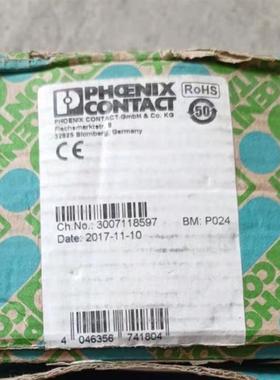 PHŒNIX
CONTACT
RoHS
50
PHOENIX CONTACT GmbH & Co. KG
Flachsmarktstr. 8
32825 Blomberg, Germany
CE
Ch.No.: 3007118597 BM: P024
Date: 2017-11-10
4 046356 741804